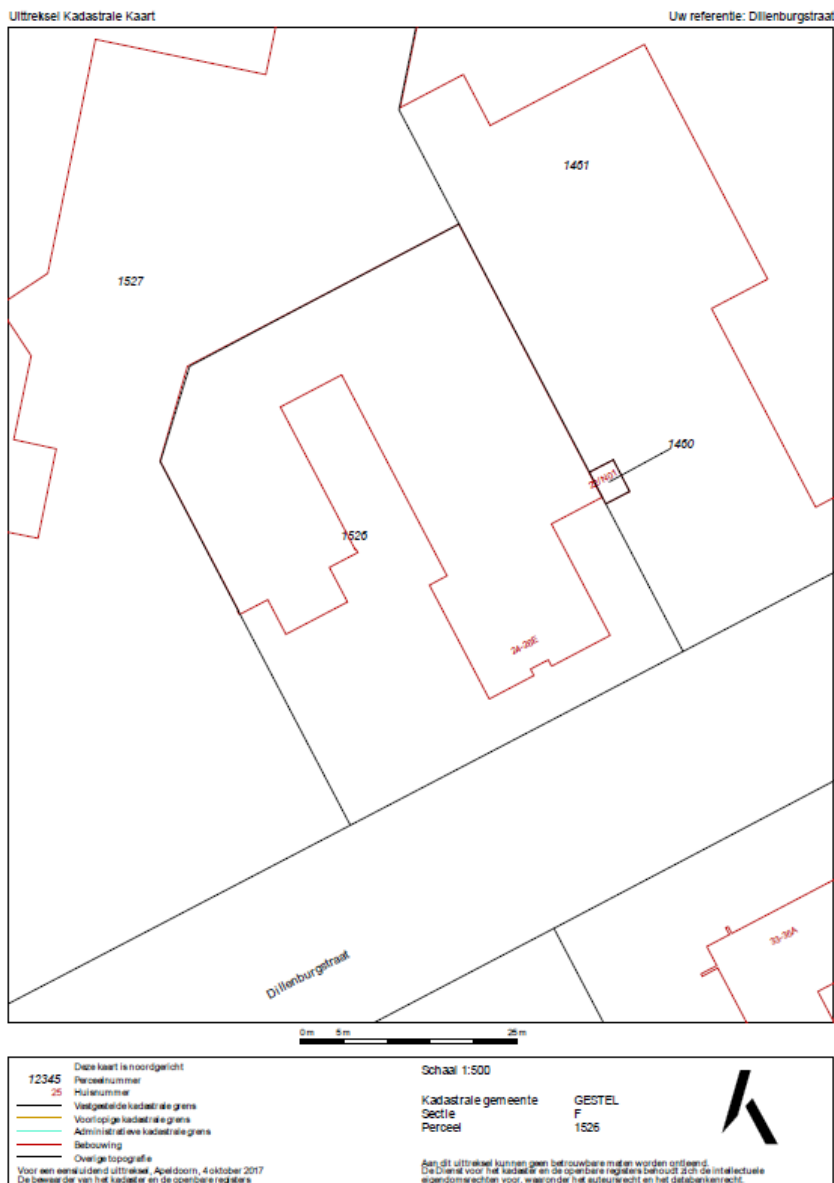 Uittreksel Kadastrale Kaart
Uw referentie: Dillenburgstraat
1461
1527
1460
1526
24-26E
Dillenburgstraat
33-35A
0 m 5 m 25 m
Deze kaart is noordgericht
12345 Perceelnummer
25 Huisnummer
Vastgestelde kadastrale grens
Voorlopige kadastrale grens
Administratieve kadastrale grens
Bebouwing
Overige topografie
Voor een eensluidend uittreksel, Apeldoorn, 4 oktober 2017
De bewaarder van het kadaster en de openbare registers
Schaal 1:500
Kadastrale gemeente GESTEL
Sectie F
Perceel 1526
Aan dit uittreksel kunnen geen betrouwbare maten worden ontleend.
De Dienst voor het kadaster en de openbare registers behoudt zich de intellectuele
eigendomsrechten voor, waaronder het auteursrecht en het databankenrecht.